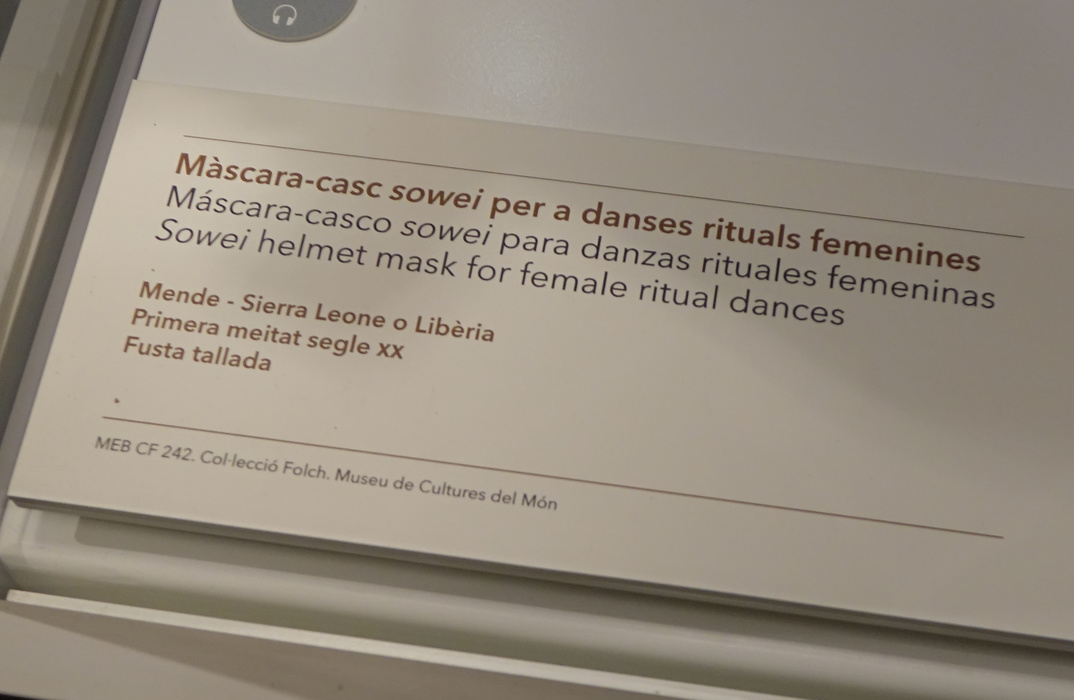 Màscara-casc sowei per a danses rituals femenines
Máscara-casco sowei para danzas rituales femeninas
Sowei helmet mask for female ritual dances
Mende - Sierra Leone o Libèria
Primera meitat segle xx
Fusta tallada
MEB CF 242. Col·lecció Folch. Museu de Cultures del Món